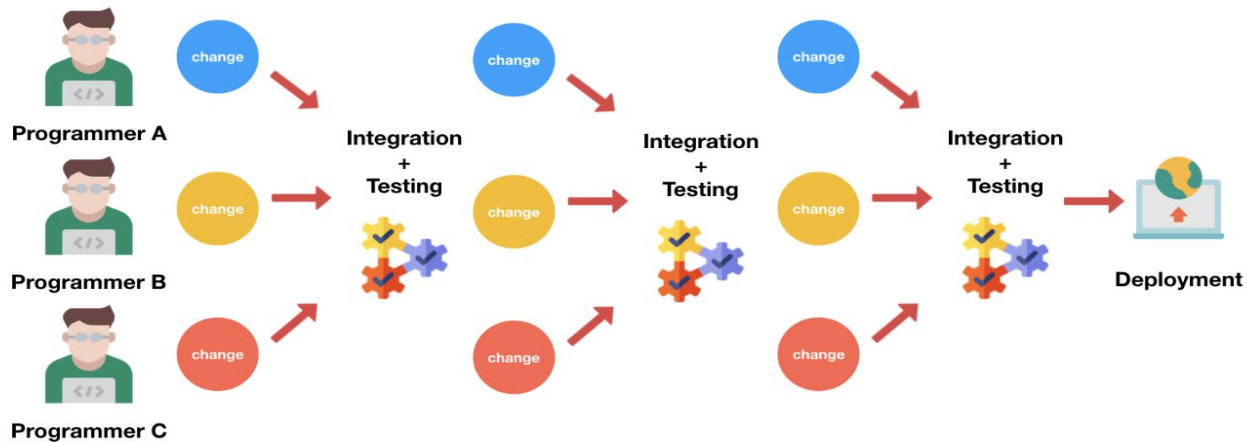 change
change
change
Programmer A
Integration
+
Testing
Integration
+
Testing
Integration
+
Testing
change
change
change
Programmer B
Deployment
change
change
change
Programmer C